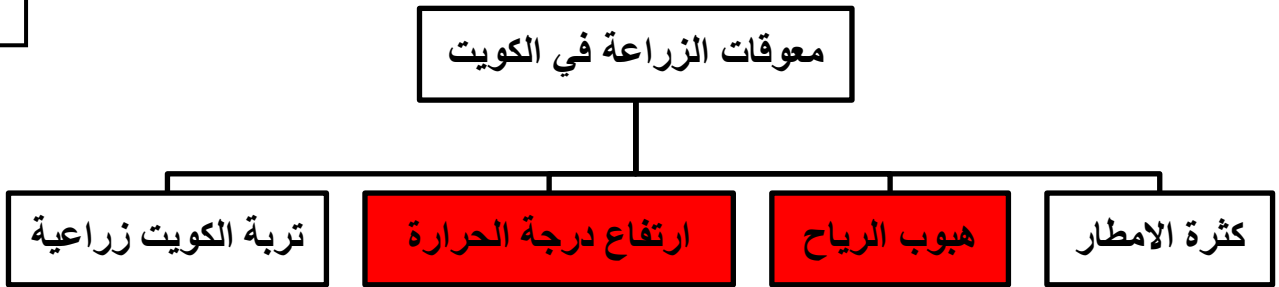 معوقات الزراعة في الكويت
كثرة الامطار
هبوب الرياح
ارتفاع درجة الحرارة
تربة الكويت زراعية